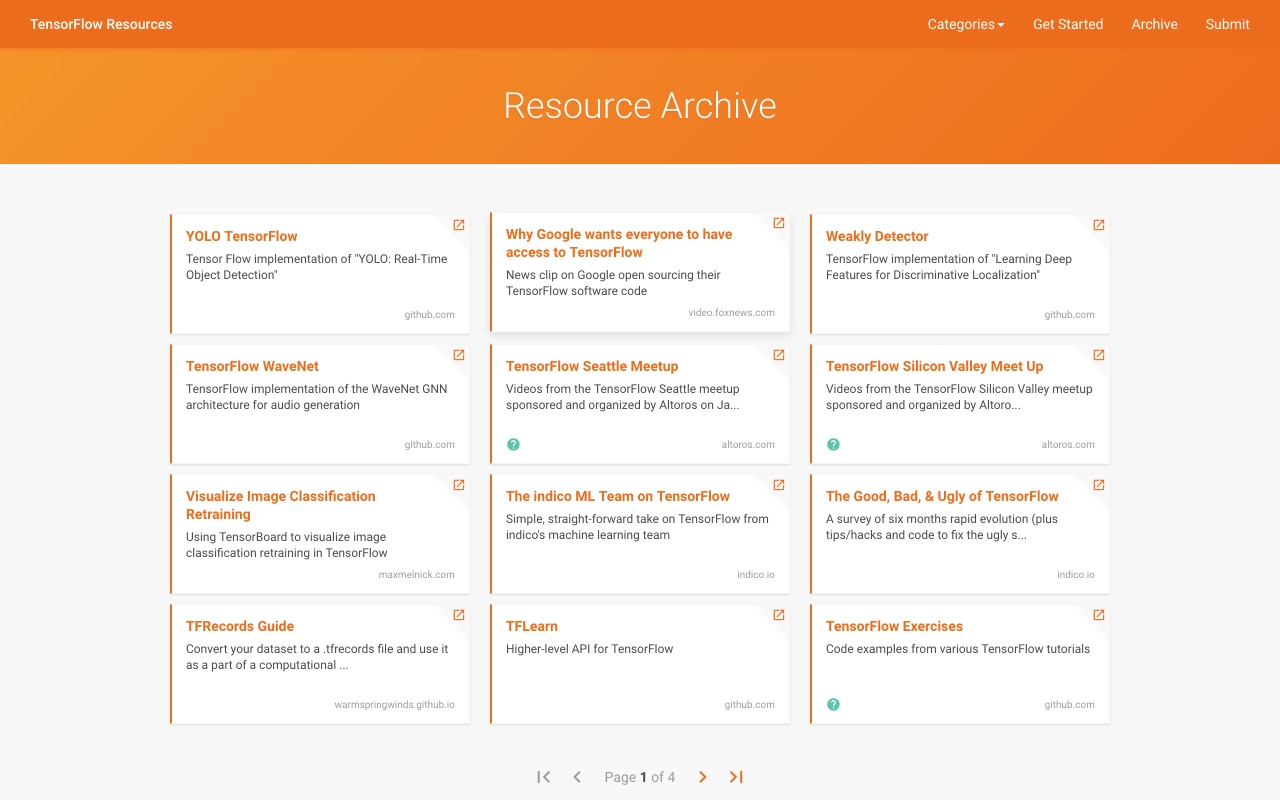 TensorFlow Resources
Categories
Get Started
Archive
Submit
Resource Archive
YOLO TensorFlow
Tensor Flow implementation of "YOLO: Real-Time
Object Detection"
github.com
Why Google wants everyone to have
access to TensorFlow
News clip on Google open sourcing their
TensorFlow software code
video.foxnews.com
Weakly Detector
TensorFlow implementation of "Learning Deep
Features for Discriminative Localization"
github.com
TensorFlow WaveNet
TensorFlow implementation of the WaveNet GNN
architecture for audio generation
github.com
TensorFlow Seattle Meetup
Videos from the TensorFlow Seattle meetup
sponsored and organized by Altoros on Ja...
?
altoros.com
TensorFlow Silicon Valley Meet Up
Videos from the TensorFlow Silicon Valley meetup
sponsored and organized by Altoro...
?
altoros.com
Visualize Image Classification
Retraining
Using TensorBoard to visualize image
classification retraining in TensorFlow
maxmelnick.com
The indico ML Team on TensorFlow
Simple, straight-forward take on TensorFlow from
indico's machine learning team
indico.io
The Good, Bad, & Ugly of TensorFlow
A survey of six months rapid evolution (plus
tips/hacks and code to fix the ugly s...
indico.io
TFRecords Guide
Convert your dataset to a .tfrecords file and use it
as a part of a computational ...
warmspringwinds.github.io
TFLearn
Higher-level API for TensorFlow
github.com
TensorFlow Exercises
Code examples from various TensorFlow tutorials
?
github.com
Page 1 of 4